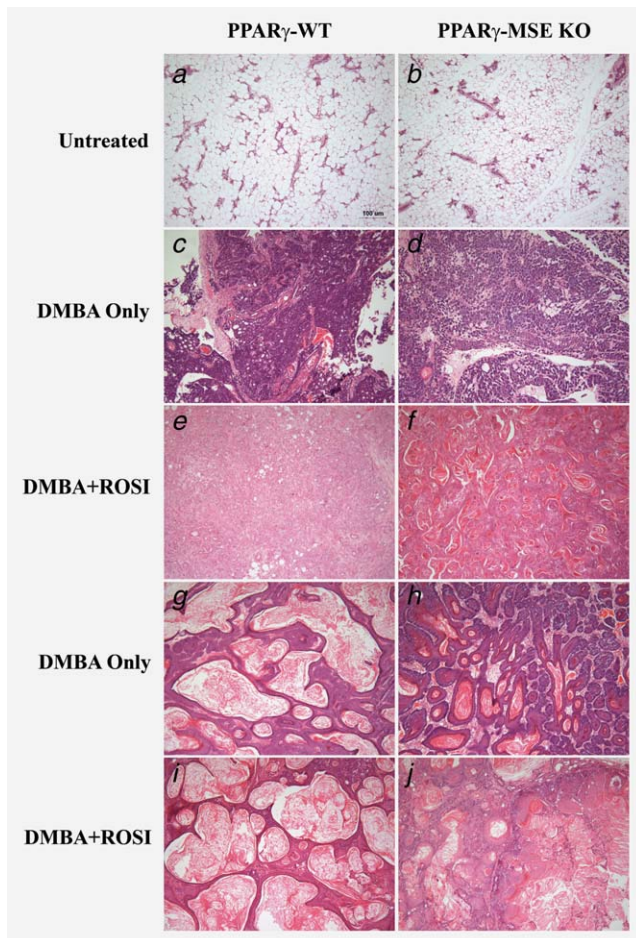 PPARγ-WT PPARγ-MSE KO
a b
Untreated
100 um
c d
DMBA Only
e f
DMBA+ROSI
g h
DMBA Only
i j
DMBA+ROSI